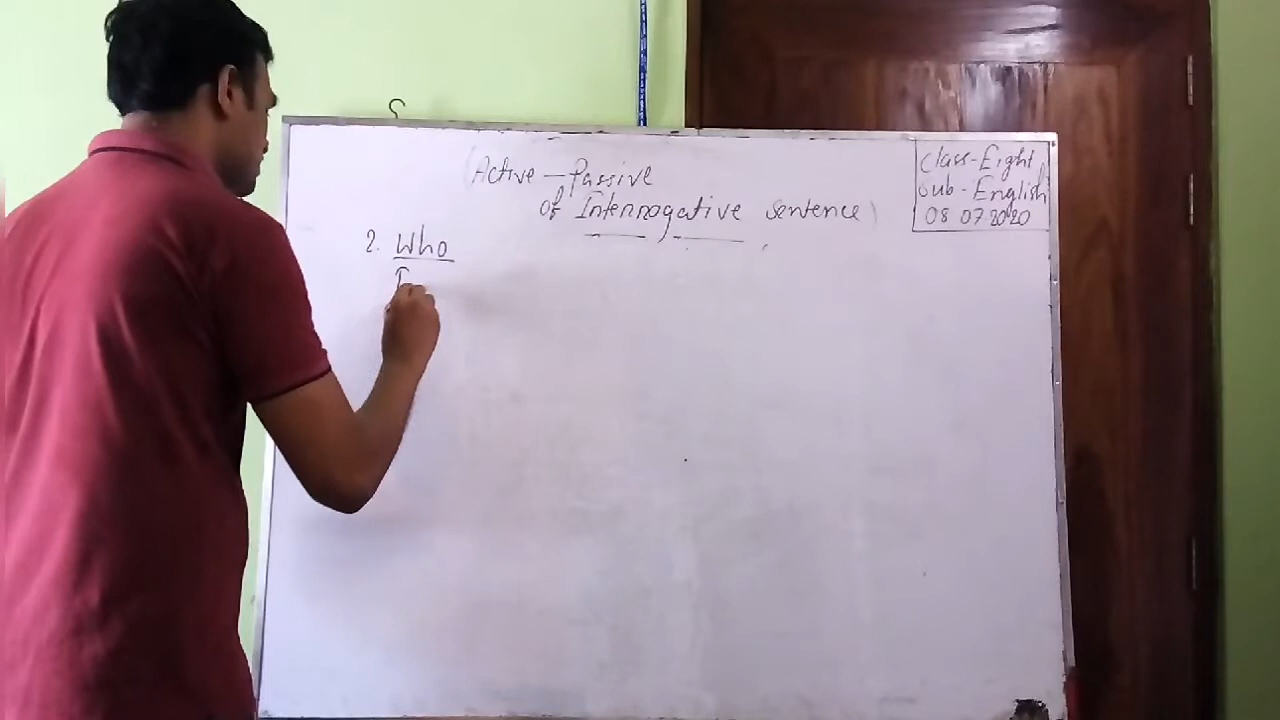 (Active - Passive
of Interrogative sentence)
Class-Eight
Sub-English
08 07.2020
2. Who